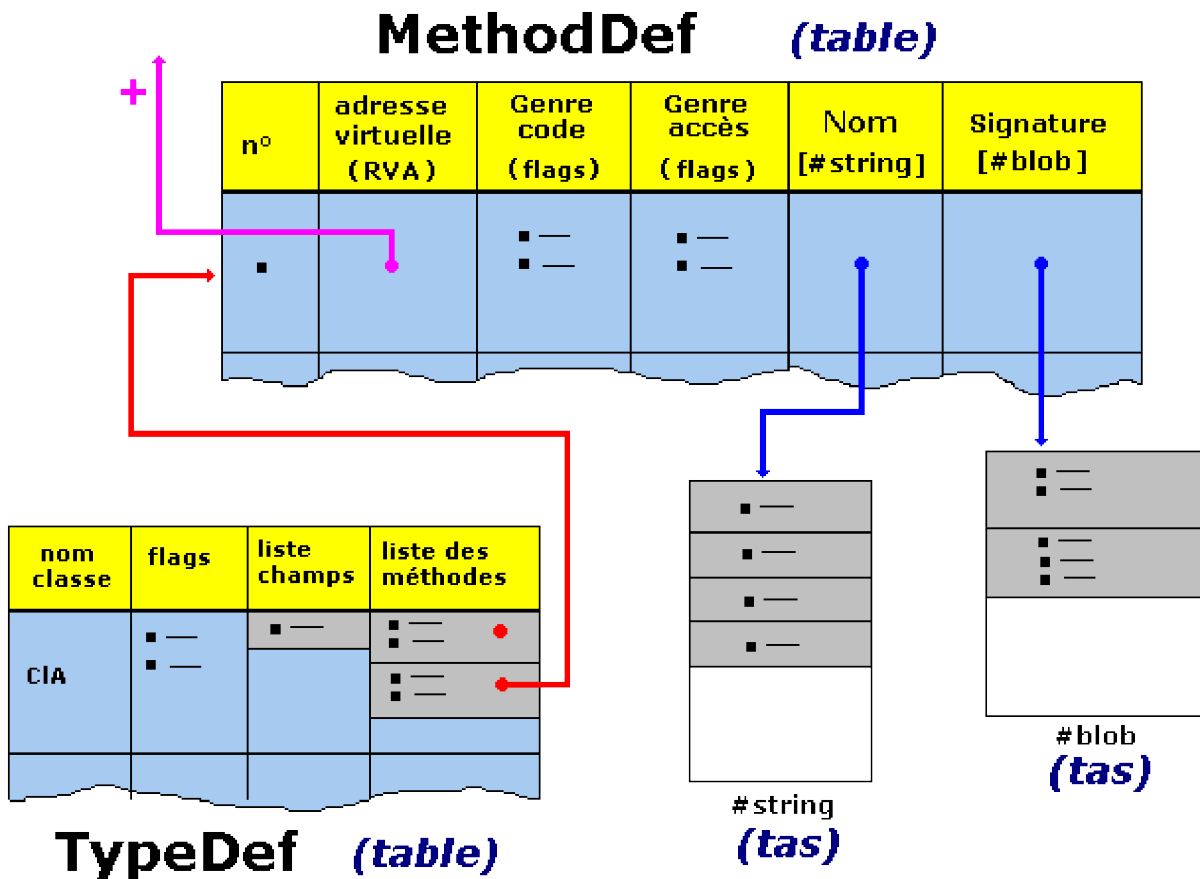 MethodDef (table)
+
n°
adresse
virtuelle
(RVA)
Genre
code
(flags)
Genre
accès
(flags)
Nom
[#string]
Signature
[#blob]
nom
classe
flags
liste
champs
liste des
méthodes
ClA
#string
(tas)
#blob
(tas)
TypeDef (table)